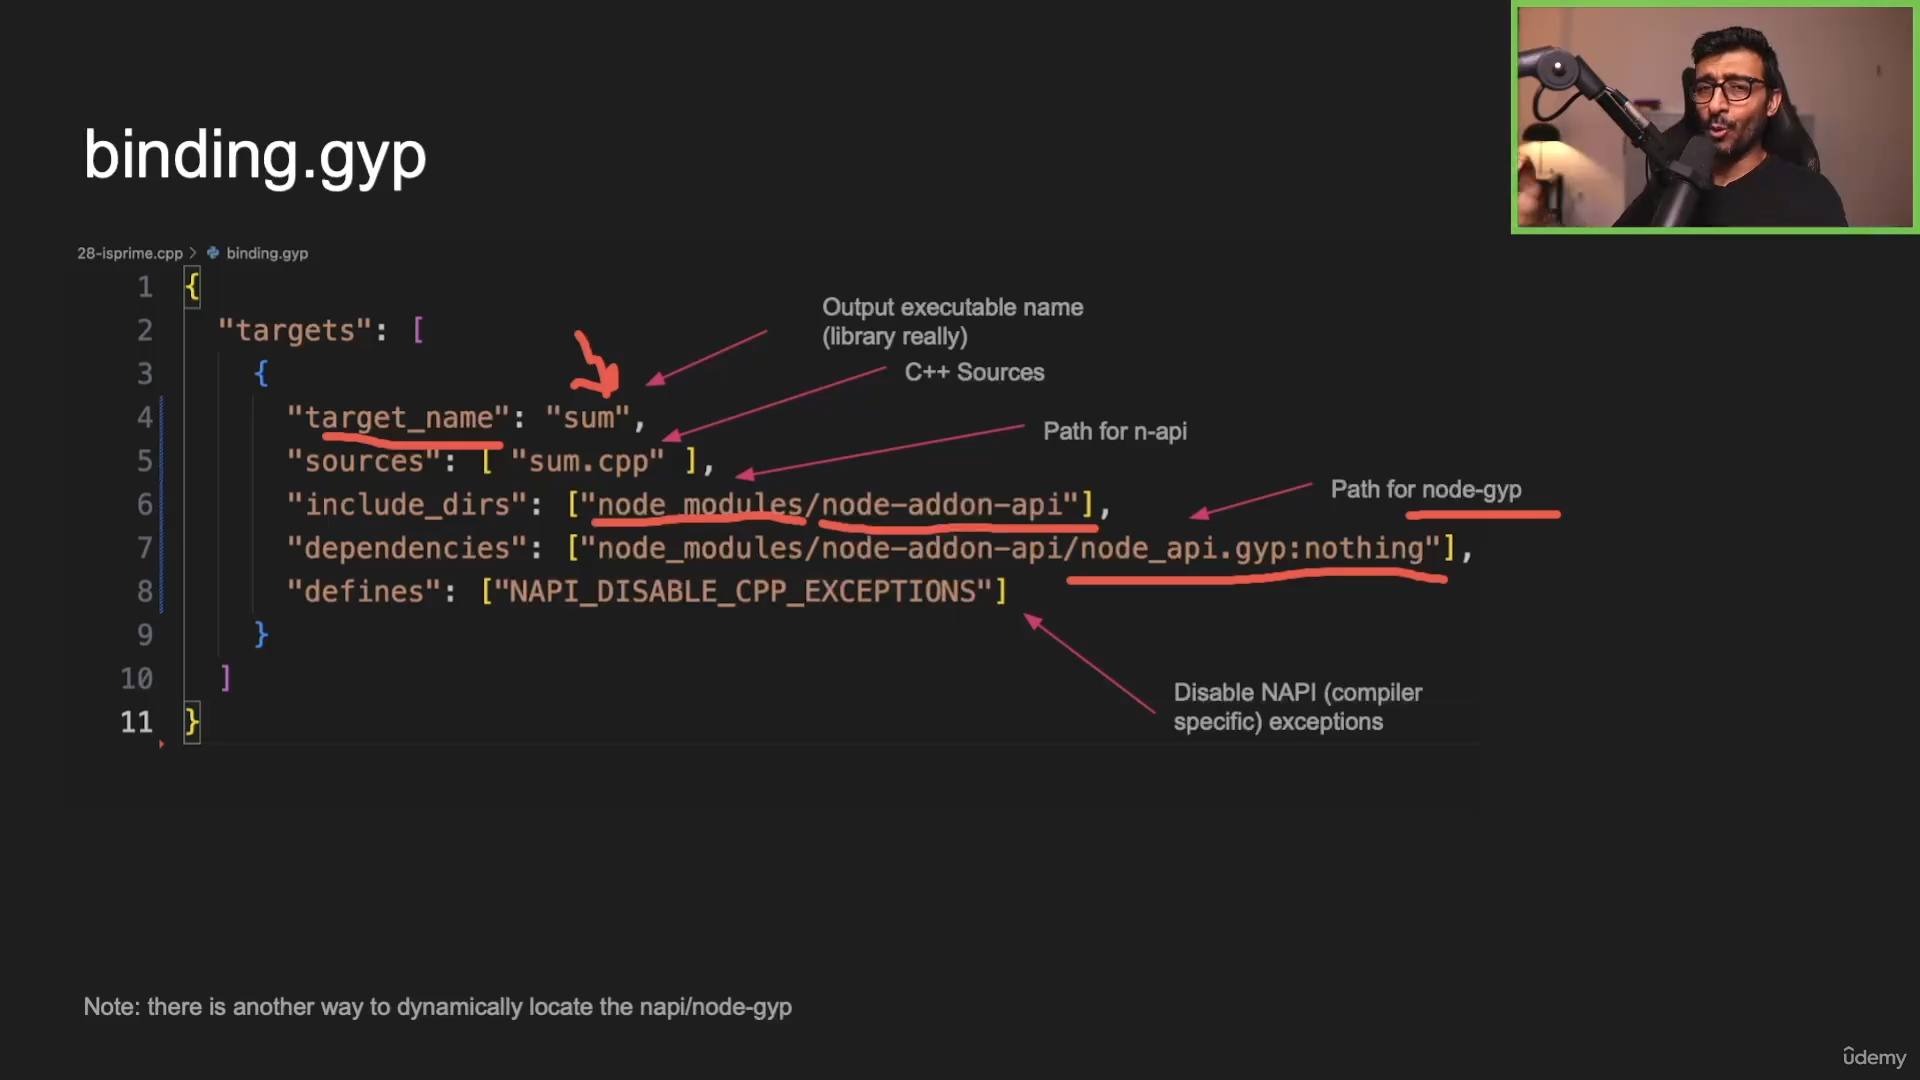 binding.gyp
28-isprime.cpp > binding.gyp
1 {
2 "targets": [
3 {
4 "target_name": "sum",
5 "sources": [ "sum.cpp" ],
6 "include_dirs": ["node_modules/node-addon-api"],
7 "dependencies": ["node_modules/node-addon-api/node_api.gyp:nothing"],
8 "defines": ["NAPI_DISABLE_CPP_EXCEPTIONS"]
9 }
10 ]
11 }
Output executable name
(library really)
C++ Sources
Path for n-api
Path for node-gyp
Disable NAPI (compiler
specific) exceptions
Note: there is another way to dynamically locate the napi/node-gyp
ûdemy